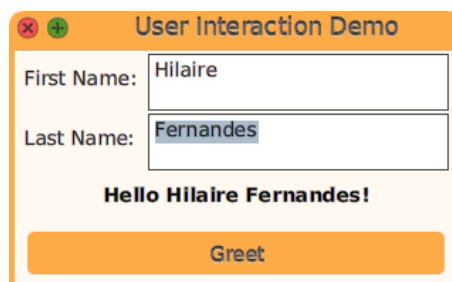 User Interaction Demo
First Name: Hilaire
Last Name: Fernandes
Hello Hilaire Fernandes!
Greet